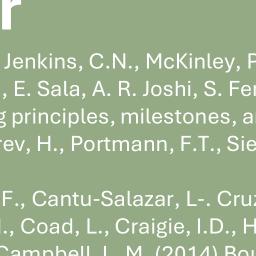 r
Jenkins, C.N., McKinley, P
, E. Sala, A. R. Joshi, S. Fer
g principles, milestones, a
rev, H., Portmann, F.T., Sie
F., Cantu-Salazar, L-. Cruz
., Coad, L., Craigie, I.D., H
Campbell, L. M. (2014) Bou